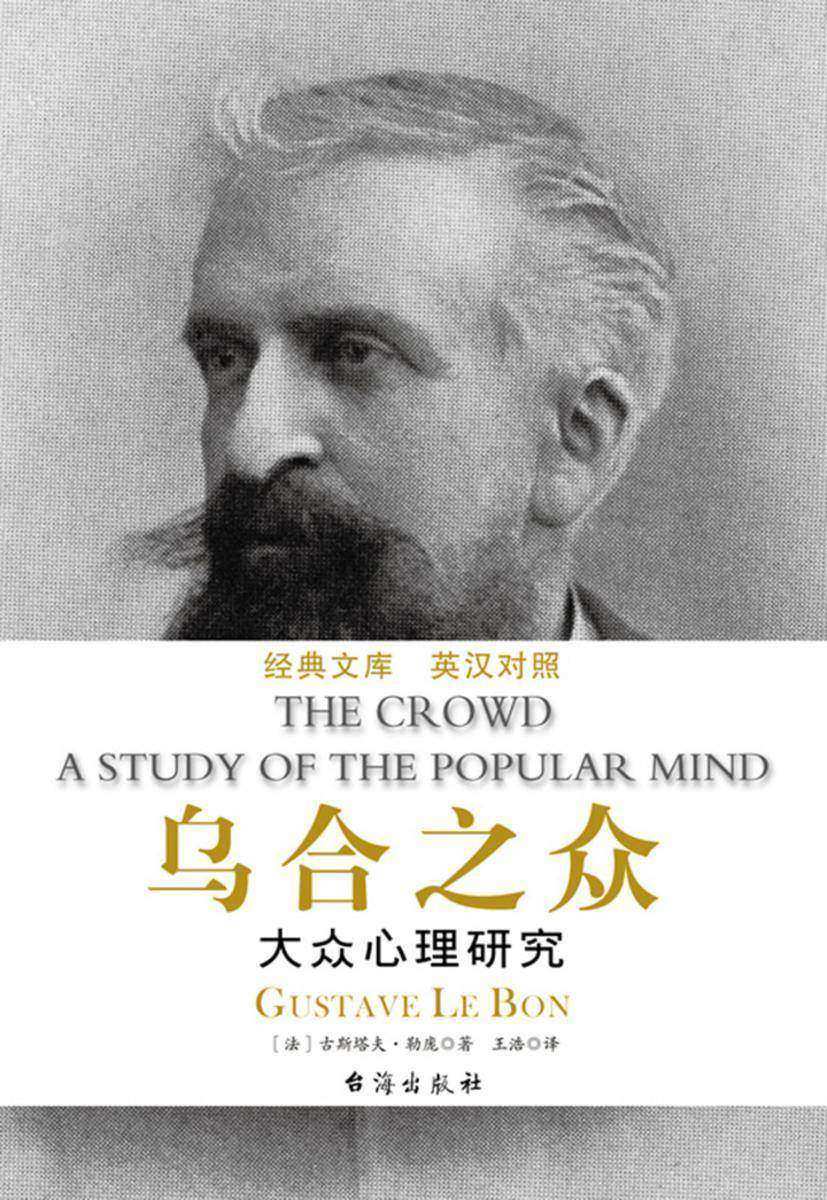 经典文库 英汉对照
THE CROWD
A STUDY OF THE POPULAR MIND
乌合之众
大众心理研究
GUSTAVE LE BON
[法]古斯塔夫·勒庞◎著 王浩◎译
台海出版社